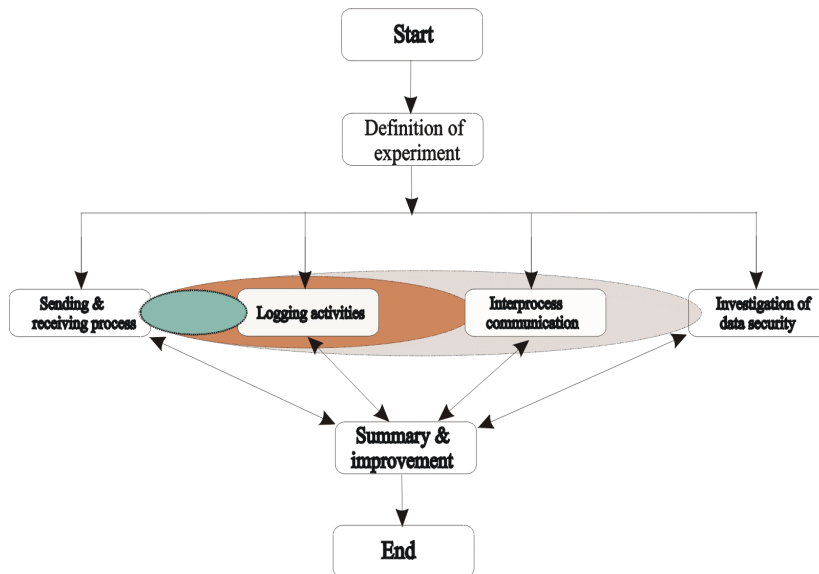 Start
Definition of
experiment
Sending &
receiving process
Logging activities
Interprocess
communication
Investigation of
data security
Summary &
improvement
End